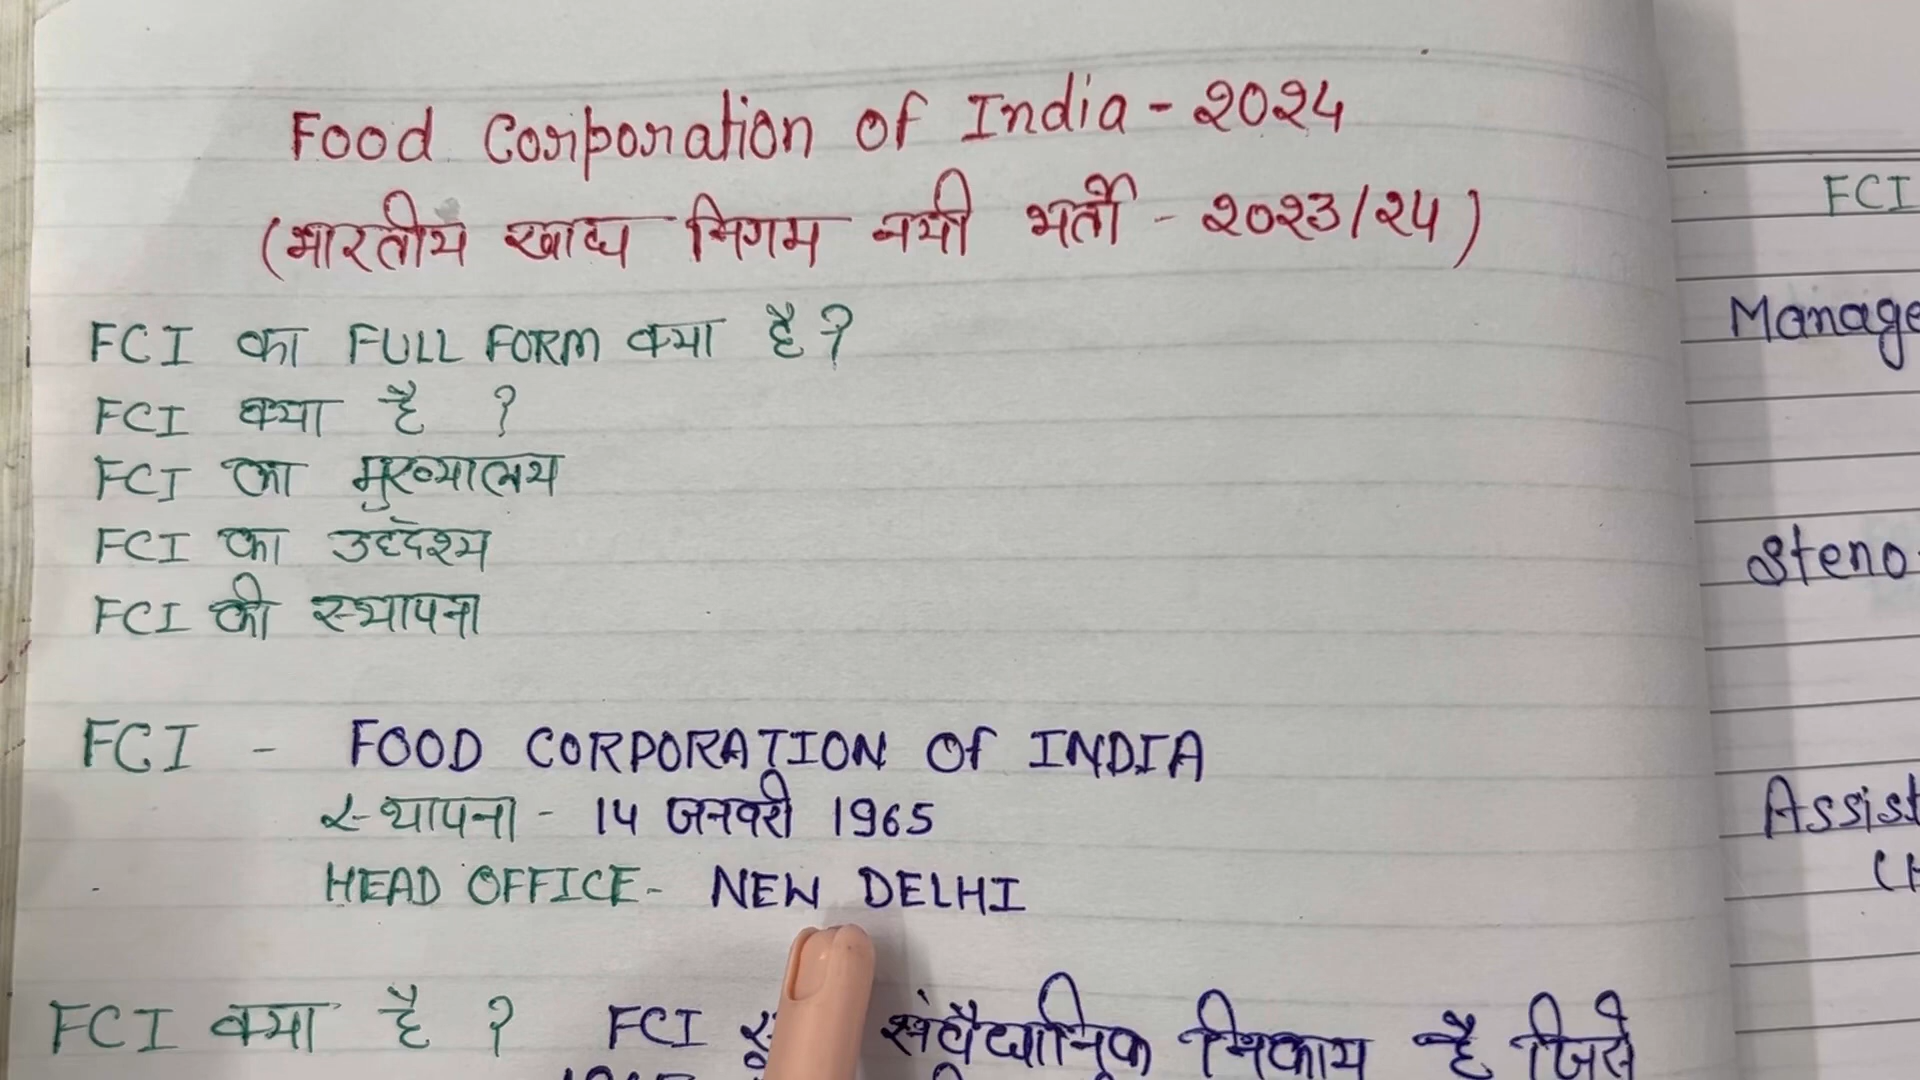 Food Corporation of India - 2024
(भारतीय खाद्य निगम नयी भर्ती - 2023/24)
FCI का FULL FORM क्या है?
FCI क्या है ?
FCI का मुख्यालय
FCI का उद्देश्य
FCI की स्थापना
FCI - FOOD CORPORATION Of INDIA
स्थापना - 14 जनवरी 1965
HEAD OFFICE - NEW DELHI
FCI क्या है ? FCI संवैधानिक निकाय है जिसे
FCI
Manage
Steno
Assist